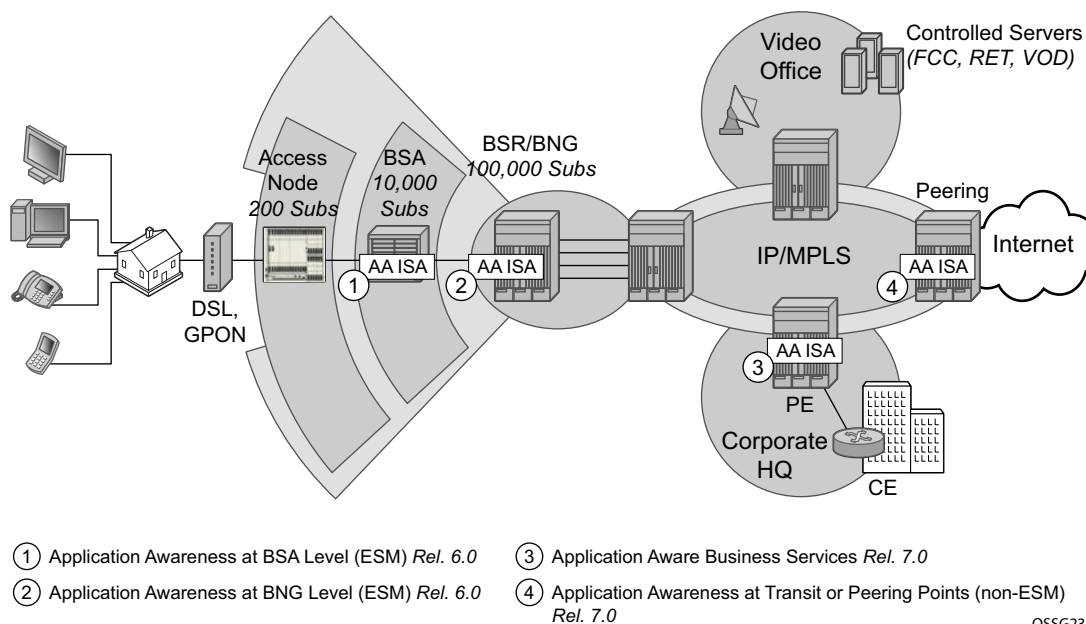 Video
Office
Controlled Servers
(FCC, RET, VOD)
Access
Node
200 Subs
BSA
10,000
Subs
BSR/BNG
100,000 Subs
Peering
Internet
IP/MPLS
AA ISA
1
AA ISA
2
AA ISA
4
DSL,
GPON
AA ISA
3
PE
Corporate
HQ
CE
1 Application Awareness at BSA Level (ESM) Rel. 6.0
2 Application Awareness at BNG Level (ESM) Rel. 6.0
3 Application Aware Business Services Rel. 7.0
4 Application Awareness at Transit or Peering Points (non-ESM)
Rel. 7.0